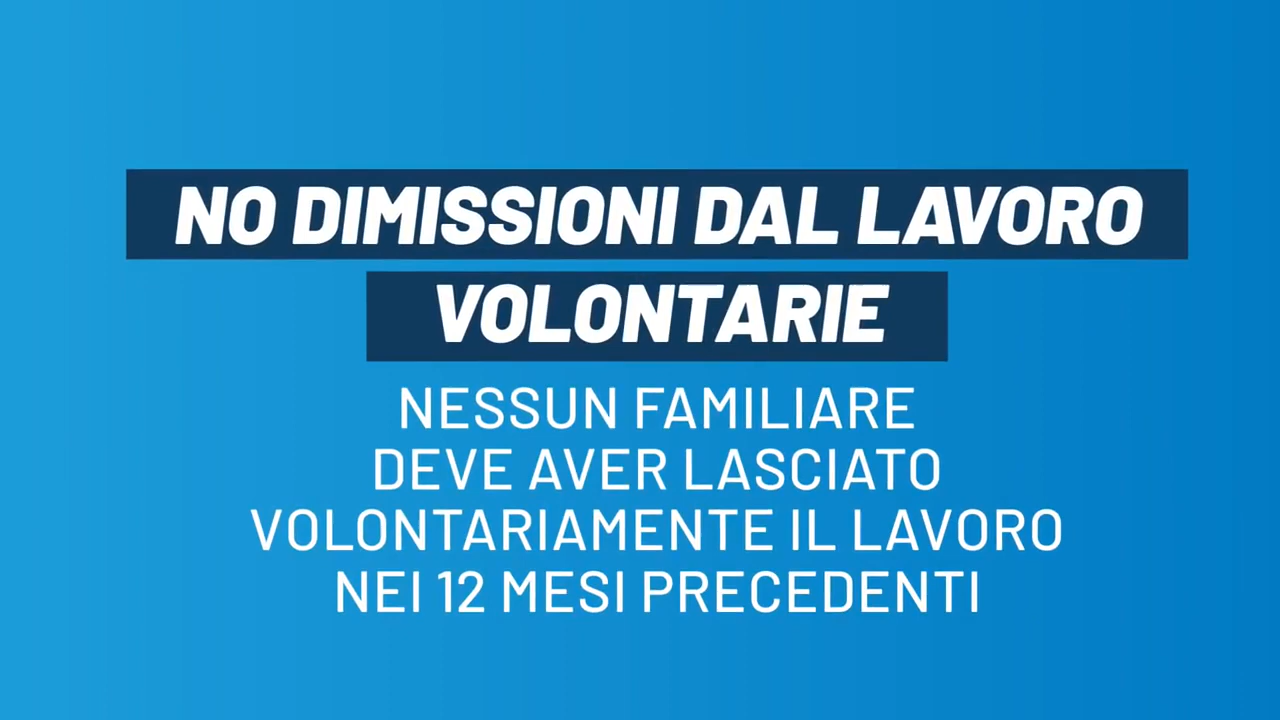 NO DIMISSIONI DAL LAVORO
VOLONTARIE
NESSUN FAMILIARE
DEVE AVER LASCIATO
VOLONTARIAMENTE IL LAVORO
NEI 12 MESI PRECEDENTI